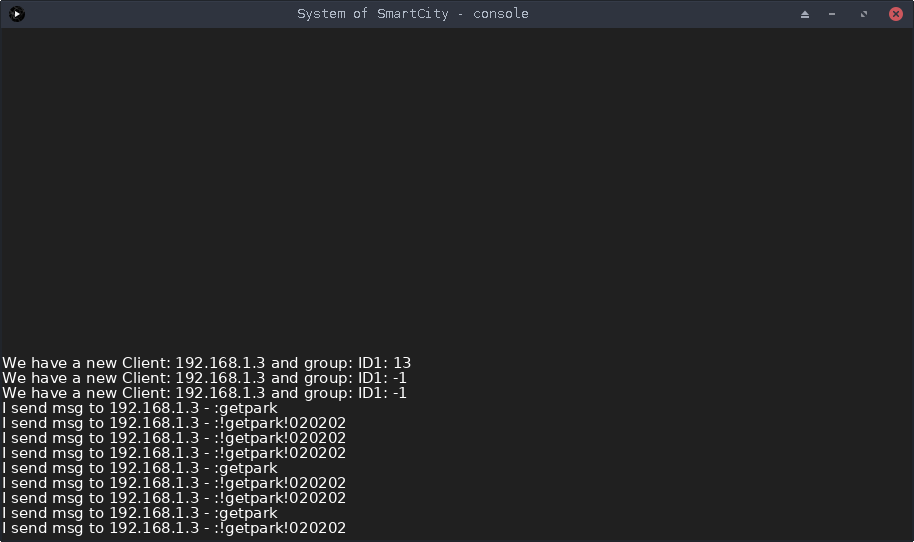 System of SmartCity - console
We have a new Client: 192.168.1.3 and group: ID1: 13
We have a new Client: 192.168.1.3 and group: ID1: -1
We have a new Client: 192.168.1.3 and group: ID1: -1
I send msg to 192.168.1.3 - :getpark
I send msg to 192.168.1.3 - :!getpark!020202
I send msg to 192.168.1.3 - :!getpark!020202
I send msg to 192.168.1.3 - :!getpark!020202
I send msg to 192.168.1.3 - :getpark
I send msg to 192.168.1.3 - :!getpark!020202
I send msg to 192.168.1.3 - :!getpark!020202
I send msg to 192.168.1.3 - :getpark
I send msg to 192.168.1.3 - :!getpark!020202